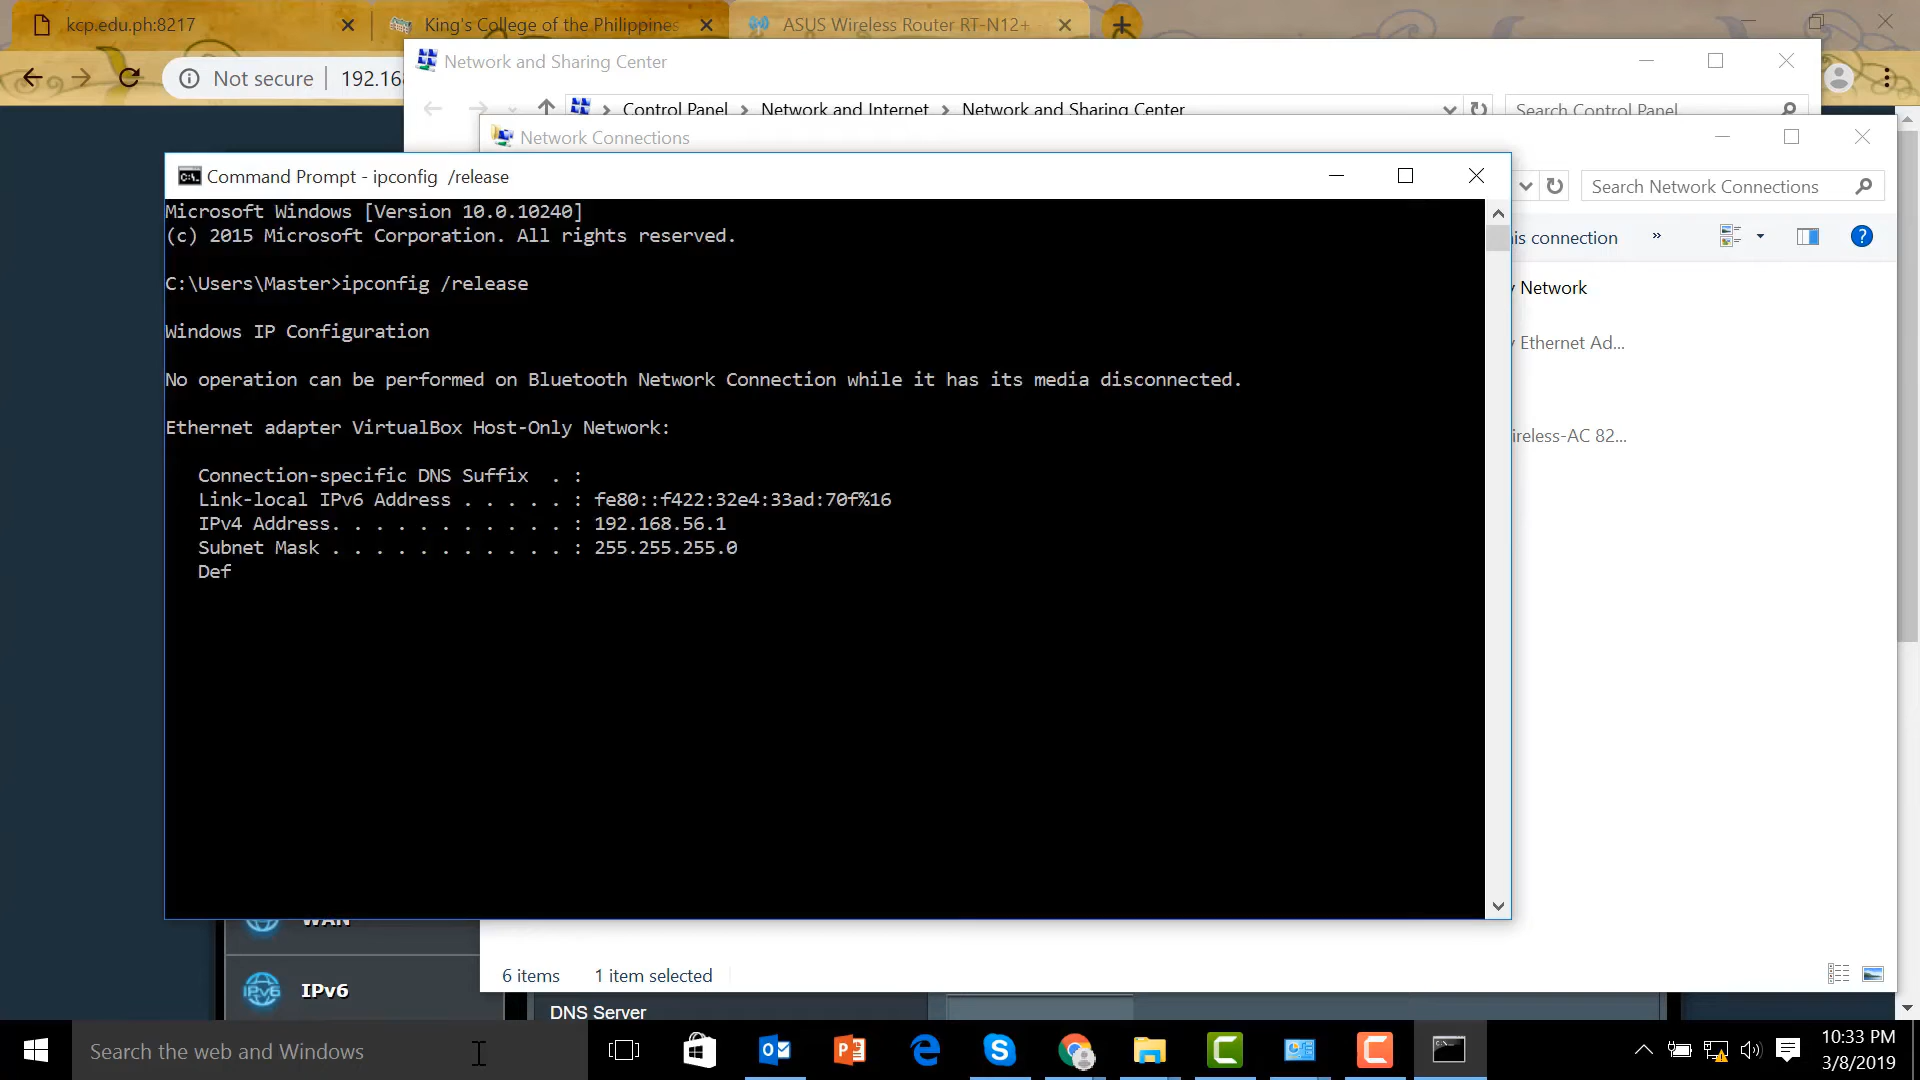 kcp.edu.ph:8217
King's College of the Philippines
ASUS Wireless Router RT-N12+
Not secure
192.168
Network and Sharing Center
Control Panel
Network and Internet
Network and Sharing Center
Search Control Panel
Network Connections
Search Network Connections
Command Prompt - ipconfig  /release
Microsoft Windows [Version 10.0.10240]
(c) 2015 Microsoft Corporation. All rights reserved.
C:\Users\Master>ipconfig /release
Windows IP Configuration
No operation can be performed on Bluetooth Network Connection while it has its media disconnected.
Ethernet adapter VirtualBox Host-Only Network:
Connection-specific DNS Suffix  . :
Link-local IPv6 Address . . . . . : fe80::f422:32e4:33ad:70f%16
IPv4 Address. . . . . . . . . . . : 192.168.56.1
Subnet Mask . . . . . . . . . . . : 255.255.255.0
Def
is connection
»
y Network
y Ethernet Ad...
ireless-AC 82...
WAN
IPv6
6 items
1 item selected
DNS Server
Search the web and Windows
10:33 PM
3/8/2019